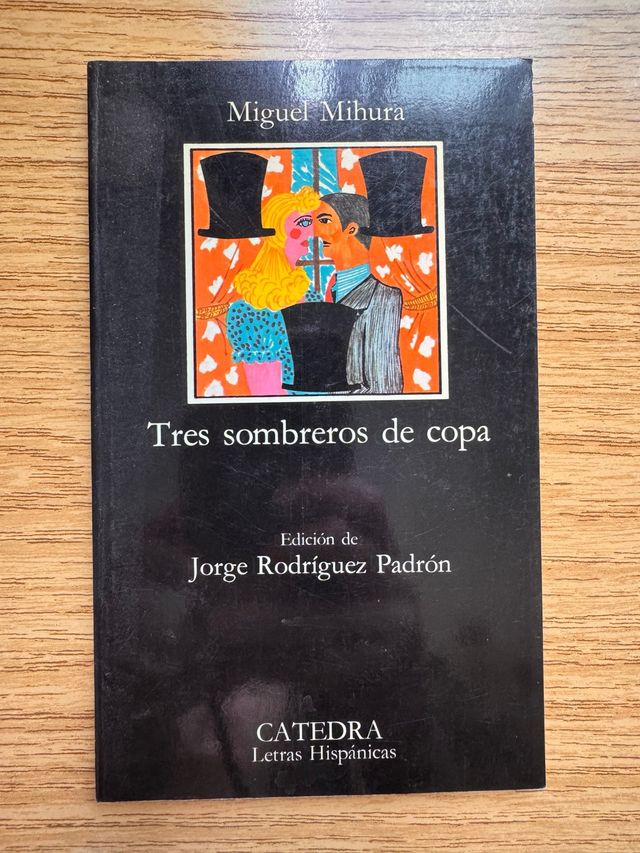 Miguel Mihura
Tres sombreros de copa
Edición de
Jorge Rodríguez Padrón
CATEDRA
Letras Hispánicas